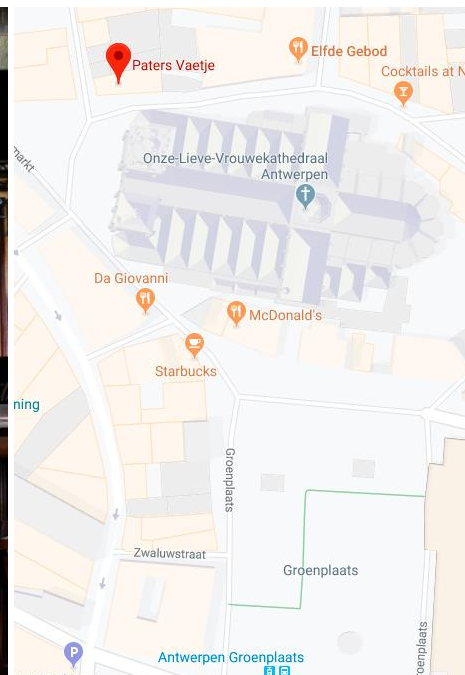 Paters Vaetje
Elfde Gebod
Cocktails at N
markt
Onze-Lieve-Vrouwekathedraal
Antwerpen
Da Giovanni
McDonald's
Starbucks
ning
Groenplaats
Zwaluwstraat
Groenplaats
oenplaats
Antwerpen Groenplaats
P